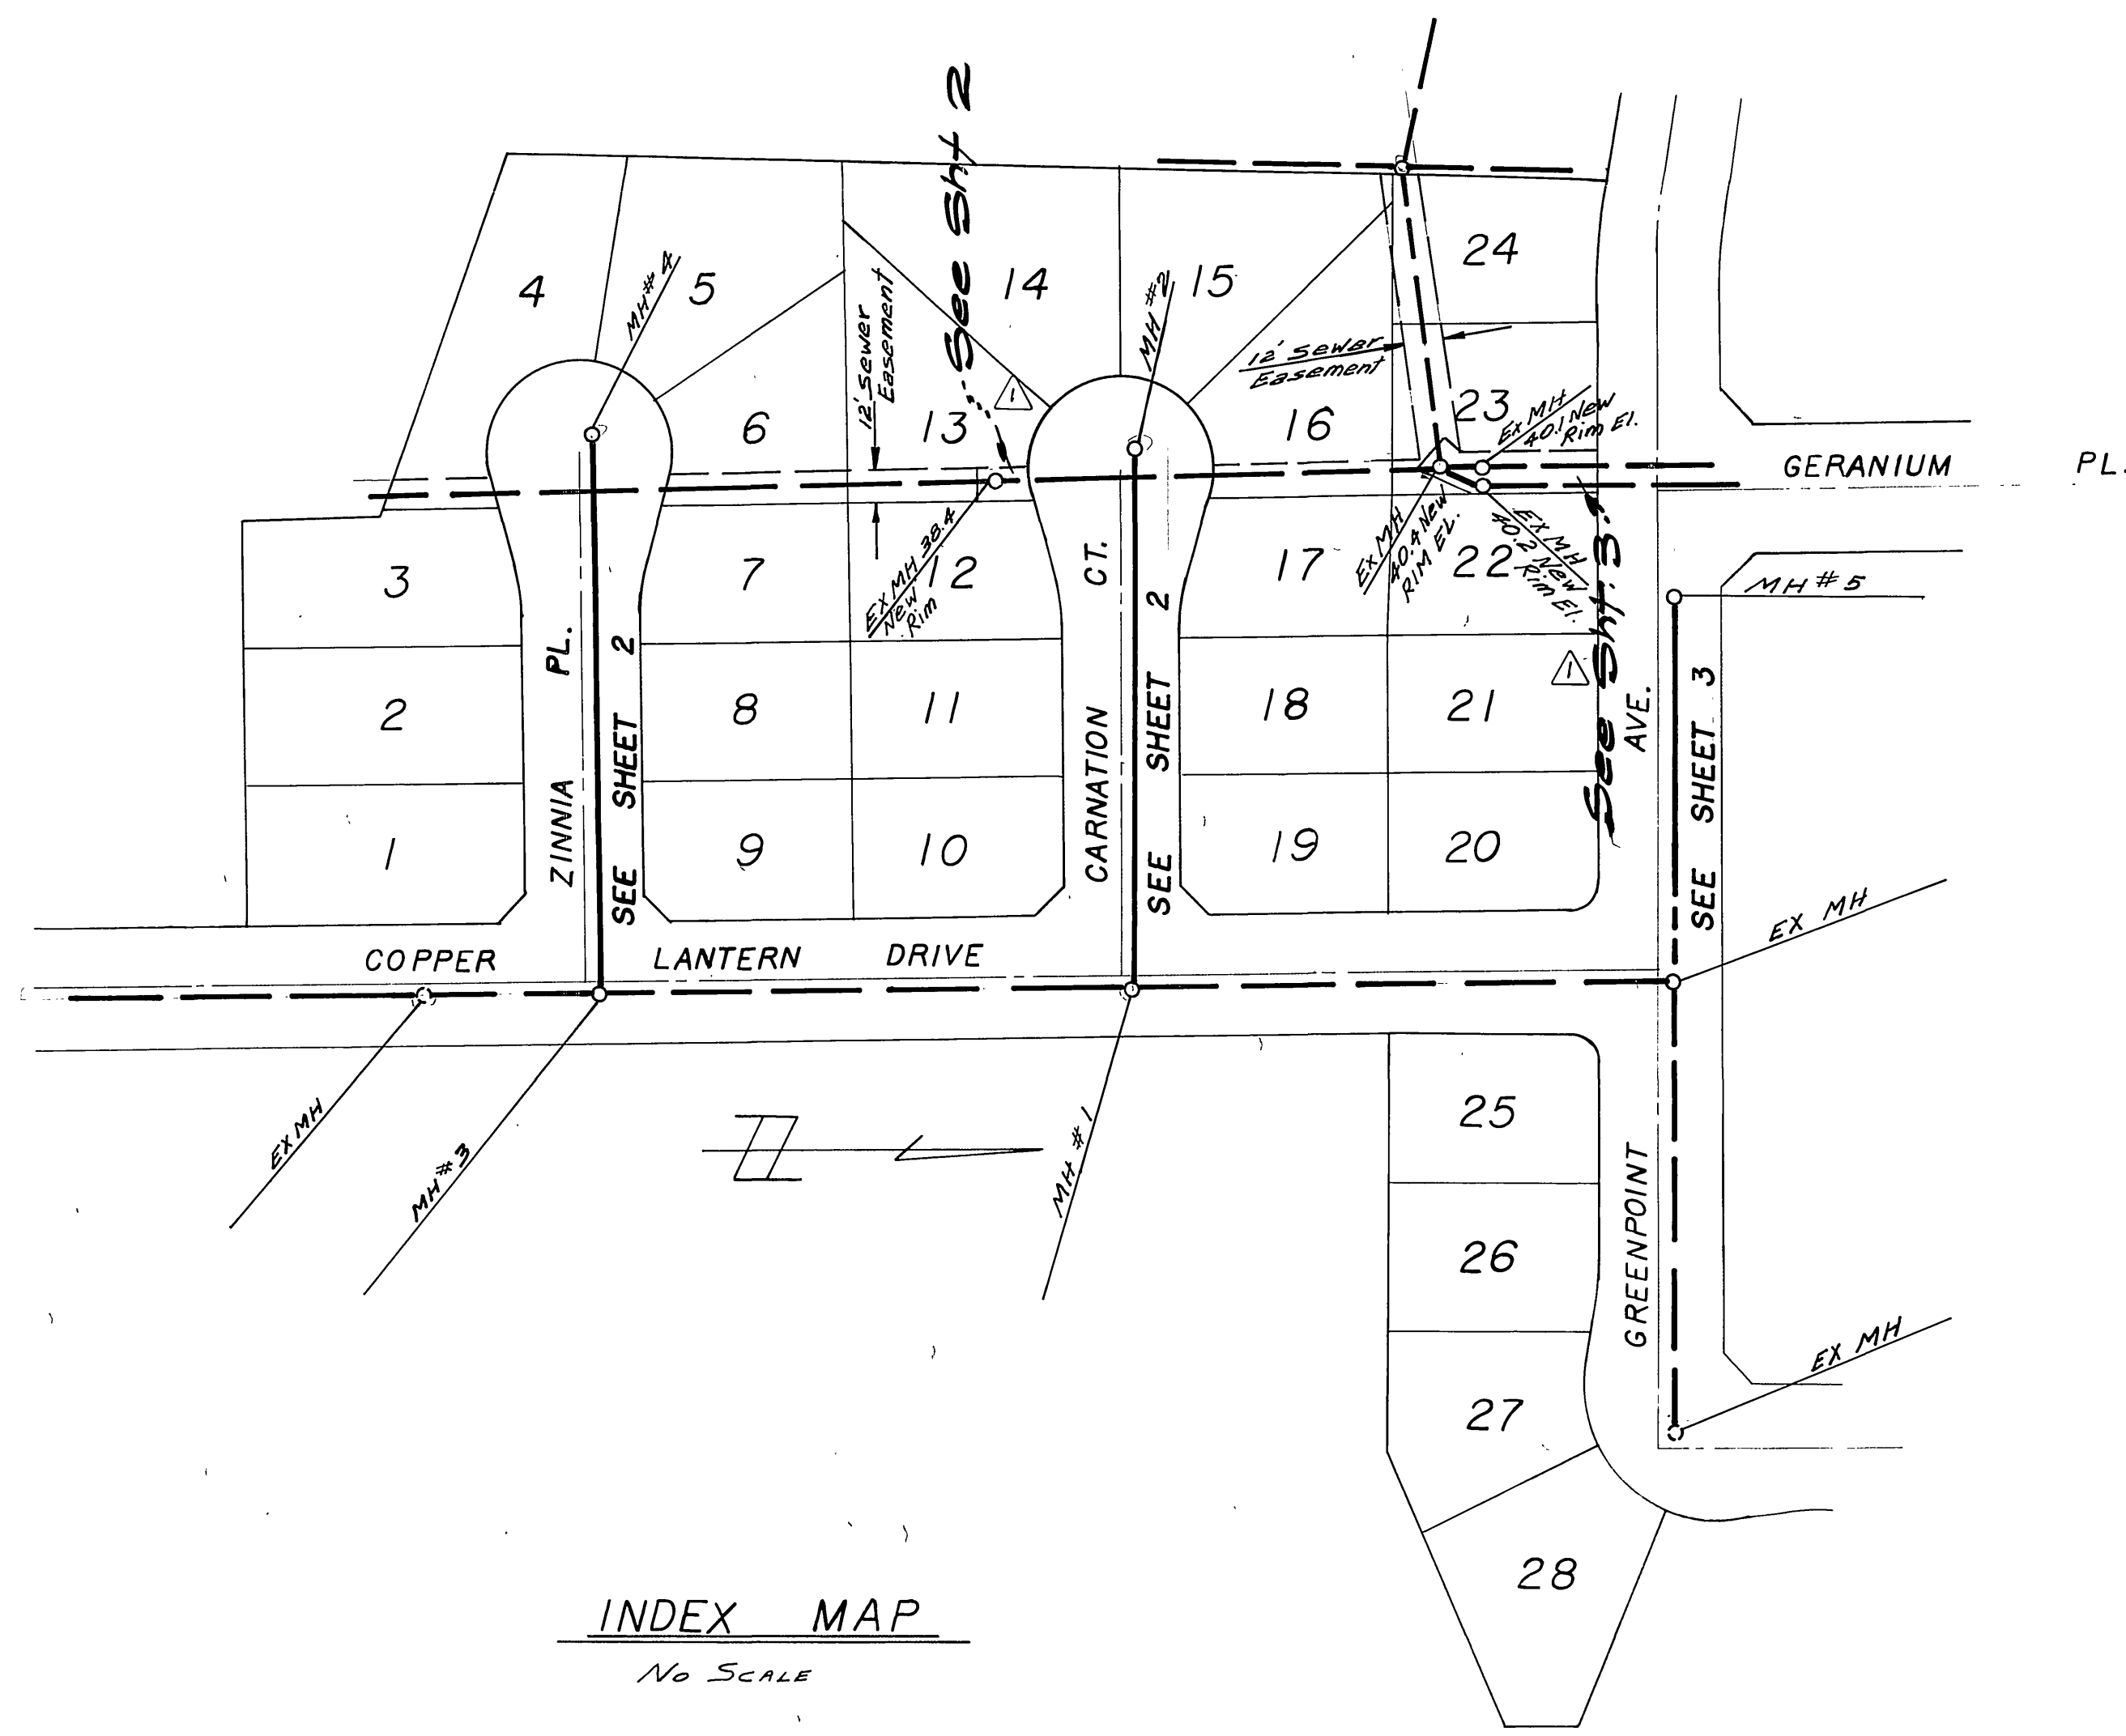 See Sht 2
4
5
MH#4
14
MH #2
15
24
12' sewer
Easement
12' sewer
Easement
6
13
1
16
23
Ex MH
40.1 New
Rim El.
GERANIUM PL.
3
7
Ex MH 38.4
New
Rim
12
17
Ex MH
40.4 New
RIM EL.
22
Ex MH
40.2 New
Rim El.
MH # 5
See Sht. 3
2
8
11
18
21
1
1
9
10
19
20
ZINNIA PL.
SEE SHEET 2
CARNATION CT.
SEE SHEET 2
GREENPOINT AVE.
SEE SHEET 3
COPPER LANTERN DRIVE
EX MH
EX MH
MH#3
MH #1
N
25
26
27
28
EX MH
INDEX MAP
No SCALE